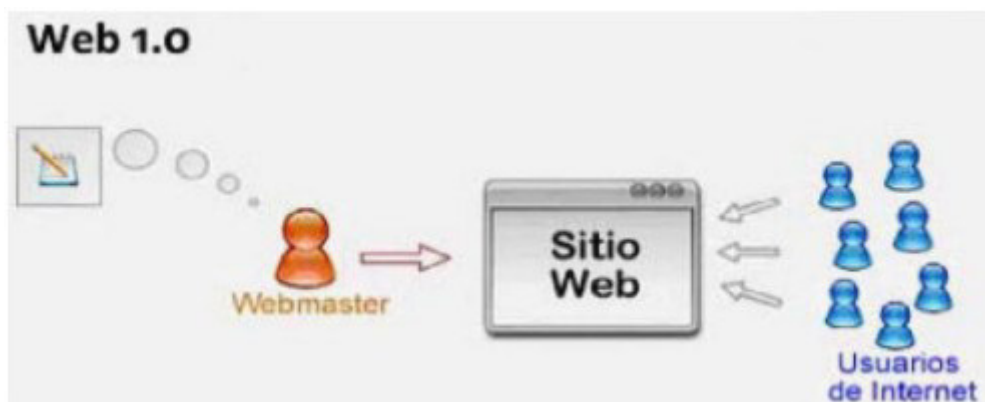 Web 1.0
Webmaster
Sitio
Web
Usuarios
de Internet